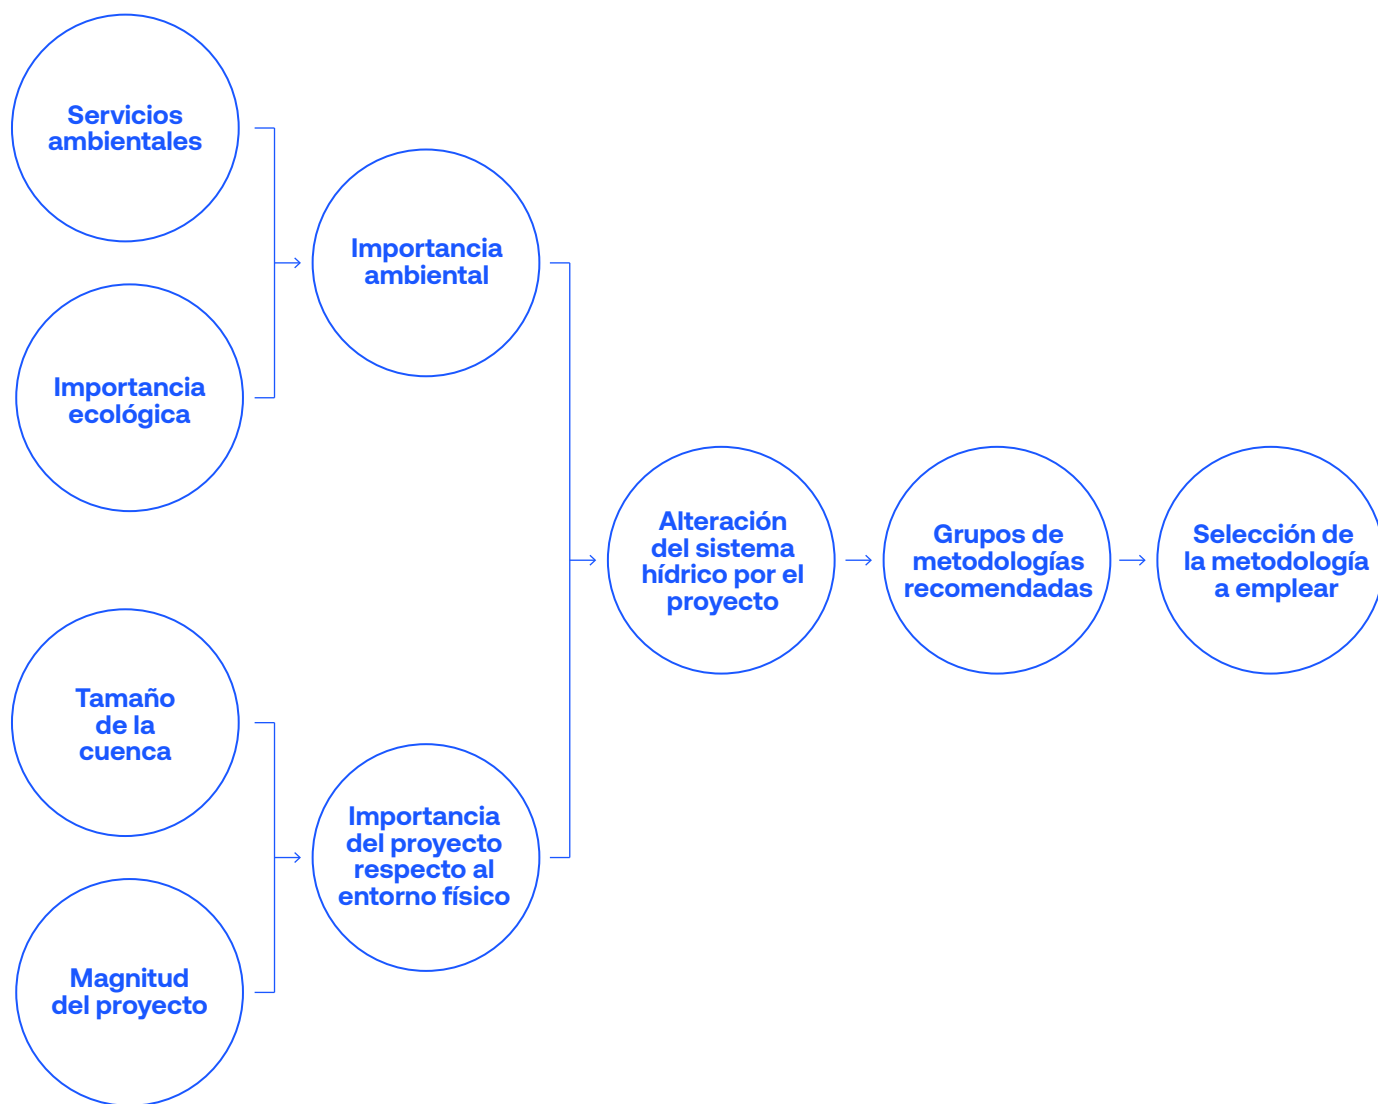 Servicios
ambientales
Importancia
ecológica
Importancia
ambiental
Tamaño
de la
cuenca
Magnitud
del proyecto
Importancia
del proyecto
respecto al
entorno físico
Alteración
del sistema
hídrico por el
proyecto
Grupos de
metodologías
recomendadas
Selección de
la metodología
a emplear